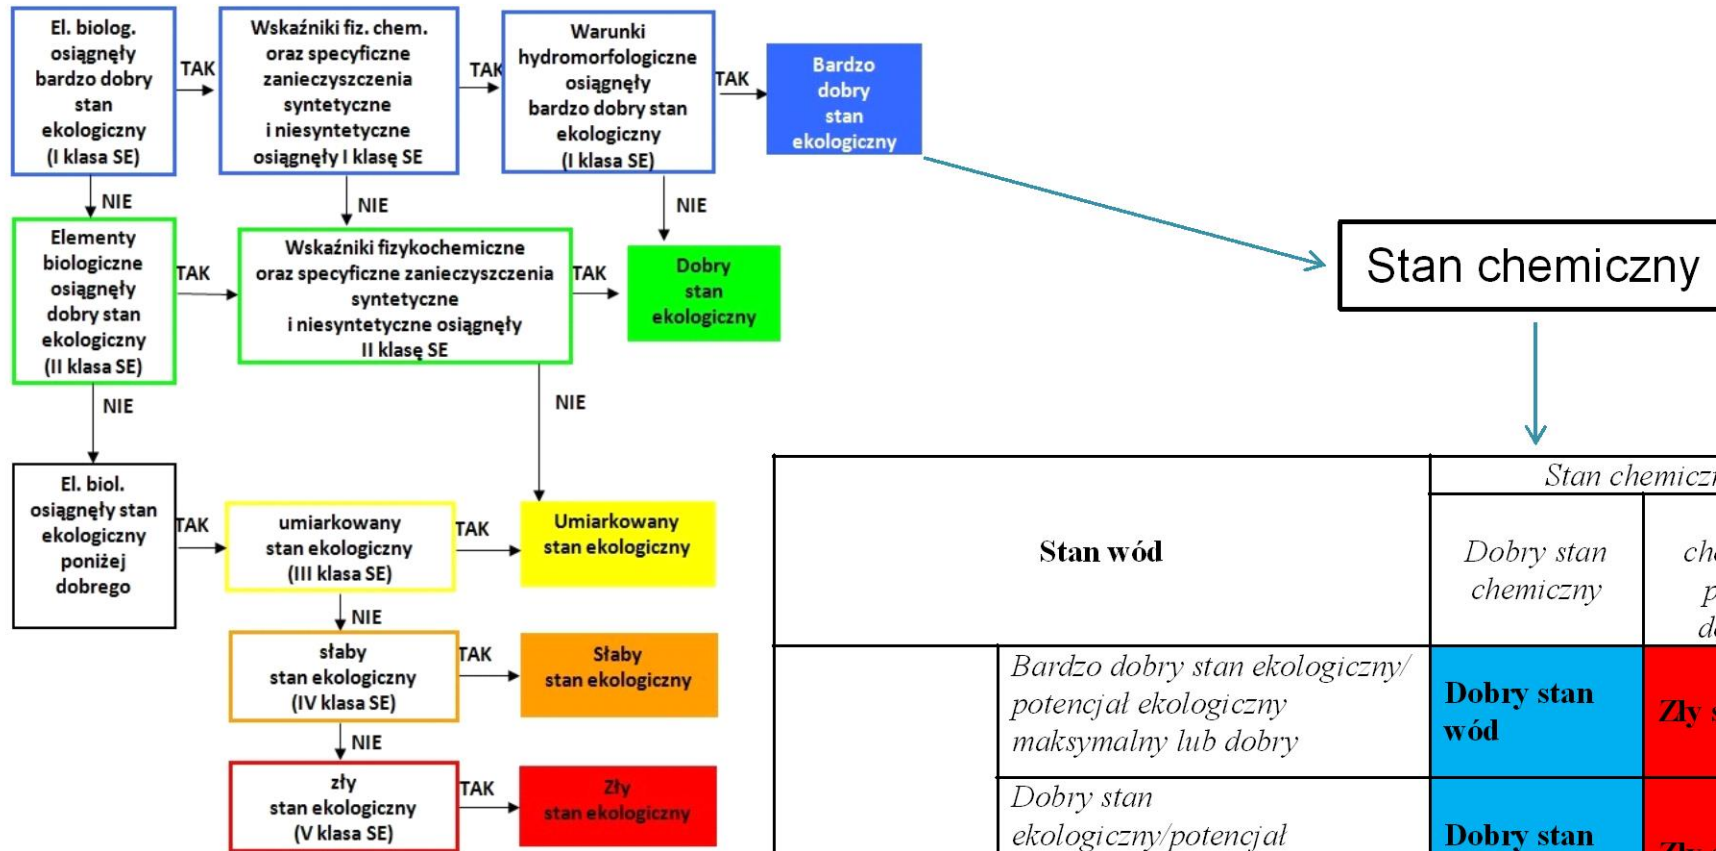 El. biolog.
osiągnęły
bardzo dobry
stan
ekologiczny
(I klasa SE)
TAK
Wskaźniki fiz. chem.
oraz specyficzne
zanieczyszczenia
syntetyczne
i niesyntetyczne
osiągnęły I klasę SE
TAK
Warunki
hydromorfologiczne
osiągnęły
bardzo dobry stan
ekologiczny
(I klasa SE)
TAK
Bardzo
dobry
stan
ekologiczny
NIE
NIE
NIE
Elementy
biologiczne
osiągnęły
dobry stan
ekologiczny
(II klasa SE)
TAK
Wskaźniki fizykochemiczne
oraz specyficzne zanieczyszczenia
syntetyczne
i niesyntetyczne osiągnęły
II klasę SE
TAK
Dobry
stan
ekologiczny
NIE
NIE
El. biol.
osiągnęły stan
ekologiczny
poniżej
dobrego
TAK
umiarkowany
stan ekologiczny
(III klasa SE)
TAK
Umiarkowany
stan ekologiczny
NIE
słaby
stan ekologiczny
(IV klasa SE)
TAK
Słaby
stan ekologiczny
NIE
zły
stan ekologiczny
(V klasa SE)
TAK
Zły
stan ekologiczny
Stan chemiczny
Stan
Stan wód
Dobry stan
chemiczny
Bardzo dobry stan ekologiczny/
potencjał ekologiczny
maksymalny lub dobry
Dobry stan
wód
Zły
Dobry stan
ekologiczny/potencjał
Dobry stan